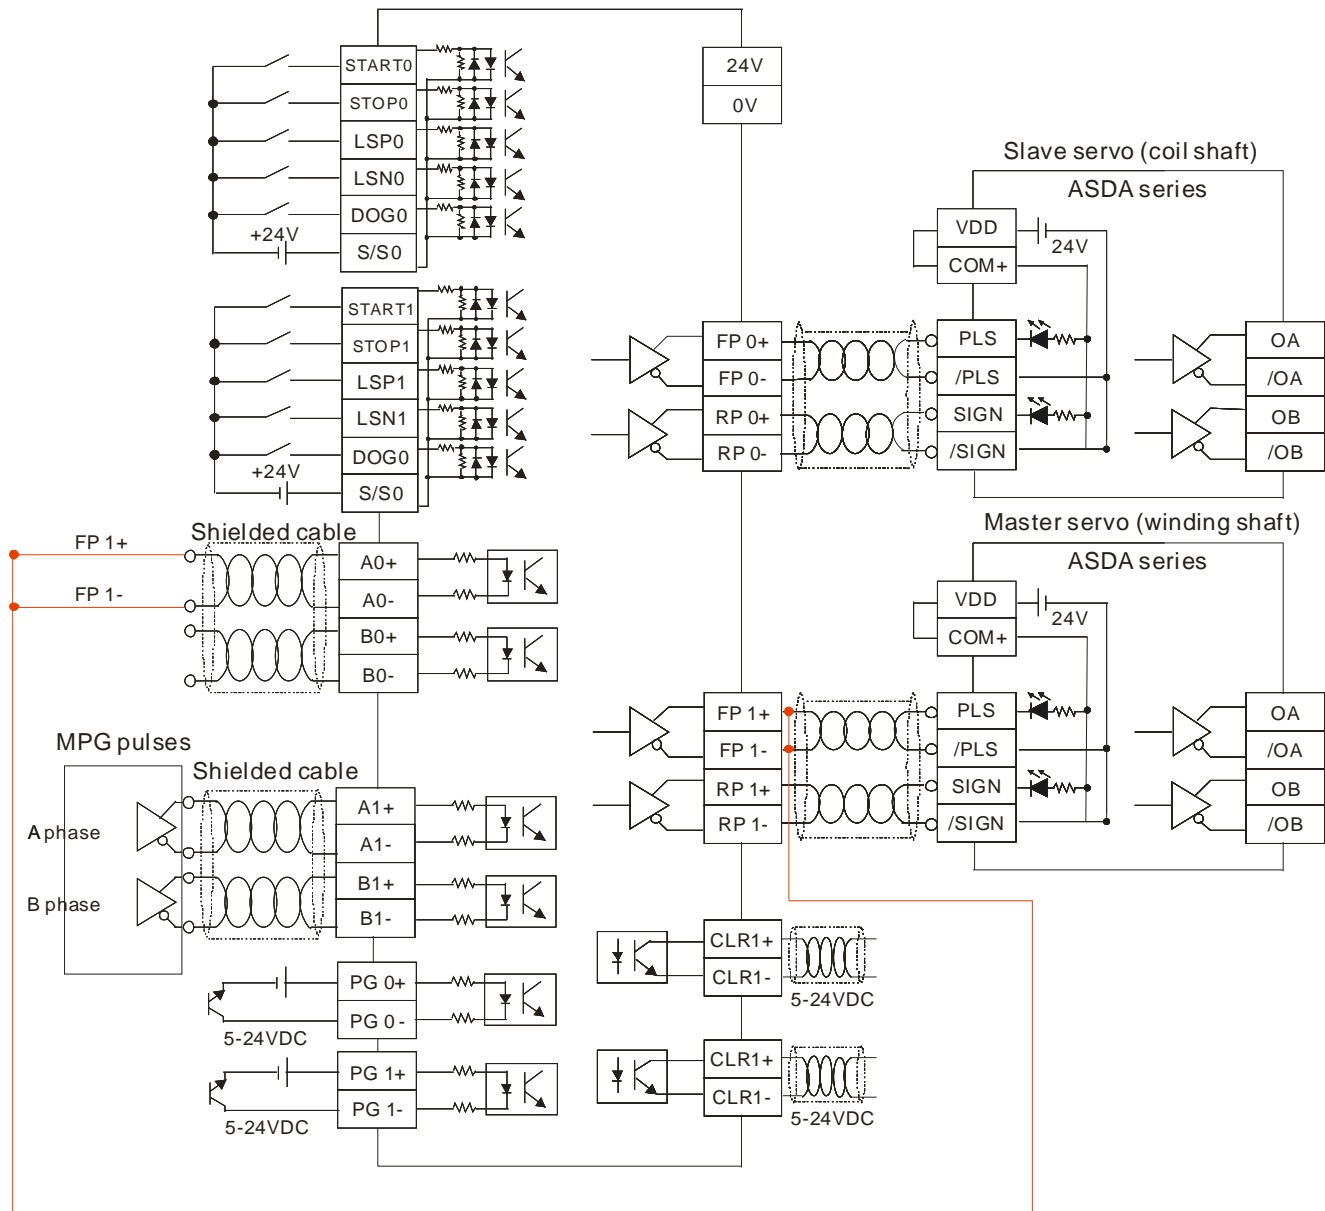 START0
STOP0
LSP0
LSN0
DOG0
+24V
S/S0
START1
STOP1
LSP1
LSN1
DOG0
+24V
S/S0
Shielded cable
FP 1+
FP 1-
A0+
A0-
B0+
B0-
MPG pulses
Shielded cable
A phase
B phase
A1+
A1-
B1+
B1-
PG 0+
PG 0-
5-24VDC
PG 1+
PG 1-
5-24VDC
24V
0V
FP 0+
FP 0-
RP 0+
RP 0-
FP 1+
FP 1-
RP 1+
RP 1-
CLR1+
CLR1-
5-24VDC
CLR1+
CLR1-
5-24VDC
Slave servo (coil shaft)
ASDA series
VDD
COM+
24V
PLS
/PLS
SIGN
/SIGN
OA
/OA
OB
/OB
Master servo (winding shaft)
ASDA series
VDD
COM+
24V
PLS
/PLS
SIGN
/SIGN
OA
/OA
OB
/OB